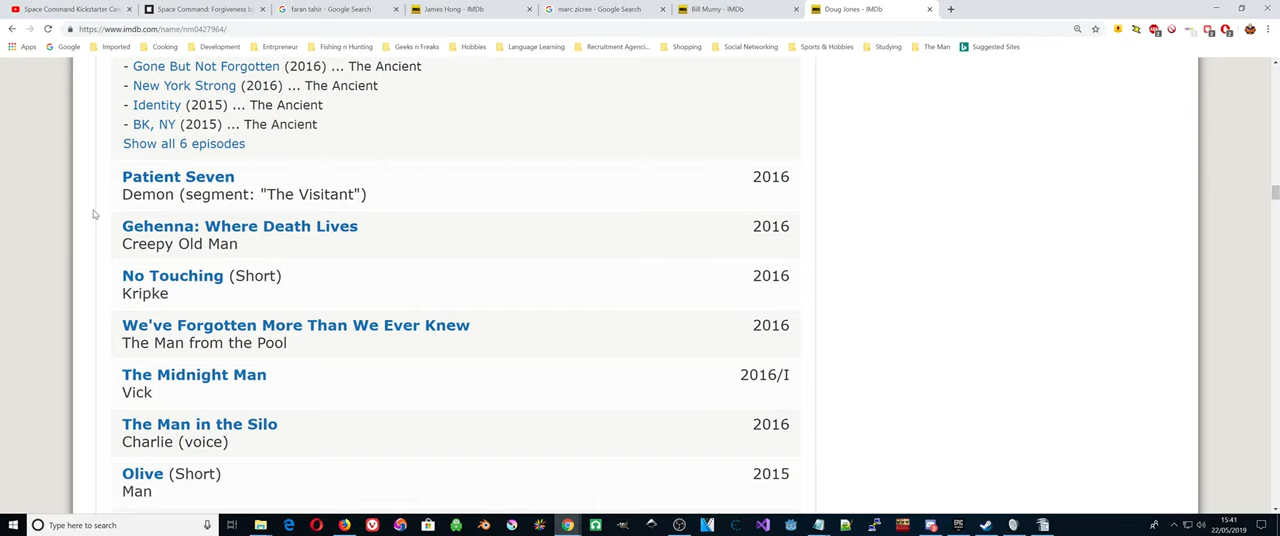 Space Command Kickstarter Cam
Space Command: Forgiveness by
faran tahir - Google Search
James Hong - IMDb
marc zicree - Google Search
Bill Mumy - IMDb
Doug Jones - IMDb
https://www.imdb.com/name/nm0427964/
Apps Google Imported Cooking Development Entrpreneur Fishing n Hunting Geeks n Freaks Hobbies Language Learning Recruitment Agenci... Shopping Social Networking Sports & Hobbies Studying The Man Suggested Sites
- Gone But Not Forgotten (2016) ... The Ancient
- New York Strong (2016) ... The Ancient
- Identity (2015) ... The Ancient
- BK, NY (2015) ... The Ancient
Show all 6 episodes
Patient Seven 2016
Demon (segment: "The Visitant")
Gehenna: Where Death Lives 2016
Creepy Old Man
No Touching (Short) 2016
Kripke
We've Forgotten More Than We Ever Knew 2016
The Man from the Pool
The Midnight Man 2016/I
Vick
The Man in the Silo 2016
Charlie (voice)
Olive (Short) 2015
Man
Type here to search
15:41
22/05/2019